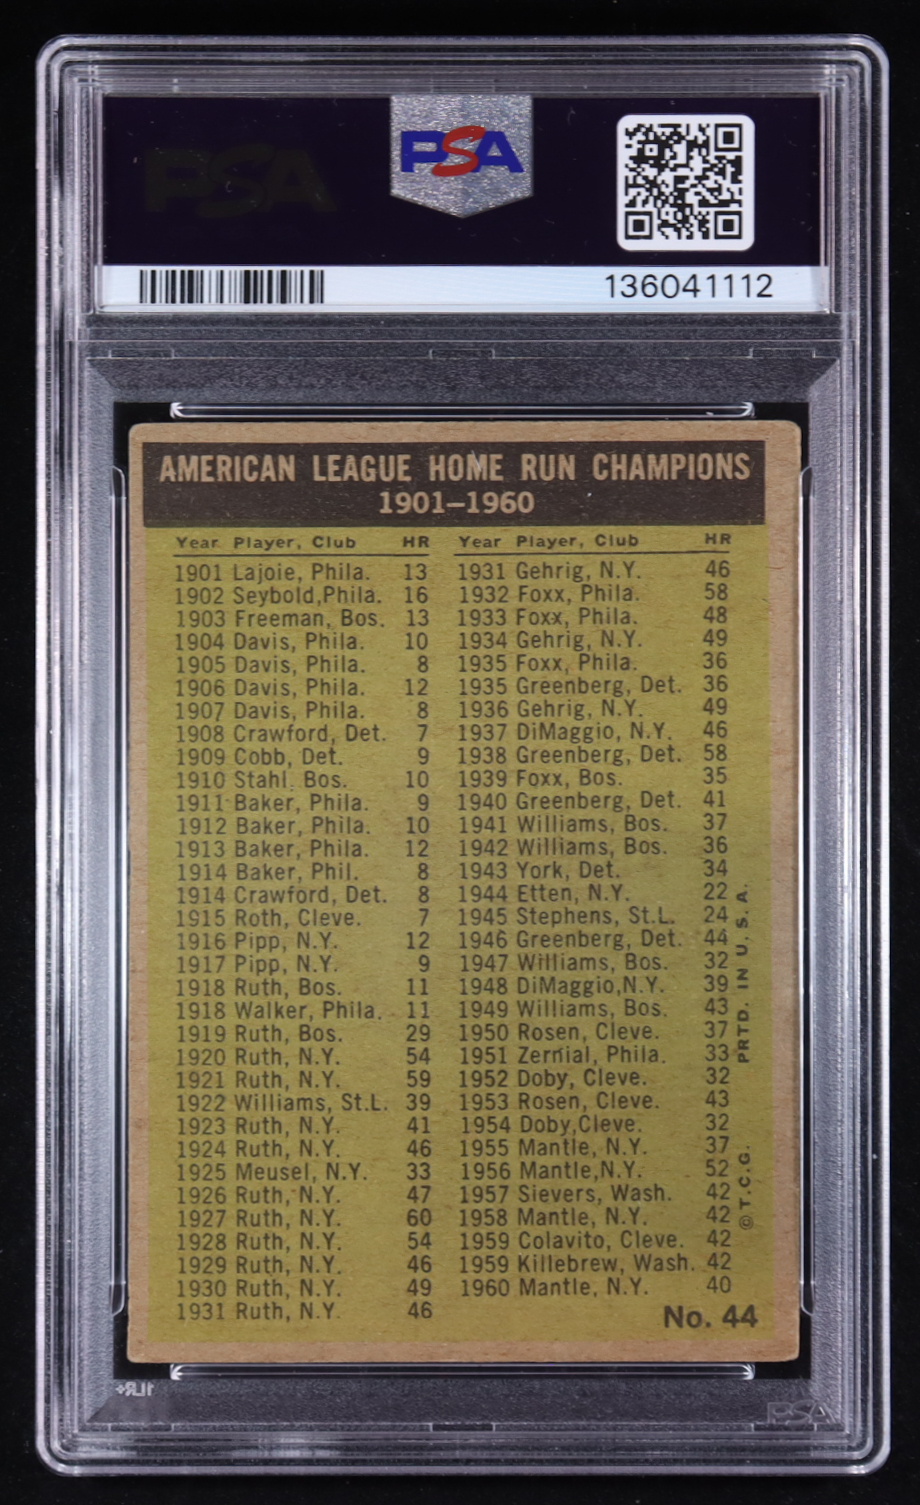 PSA
PSA
136041112
AMERICAN LEAGUE HOME RUN CHAMPIONS
1901–1960
Year Player, Club HR
1901 Lajoie, Phila. 13
1902 Seybold,Phila. 16
1903 Freeman, Bos. 13
1904 Davis, Phila. 10
1905 Davis, Phila. 8
1906 Davis, Phila. 12
1907 Davis, Phila. 8
1908 Crawford, Det. 7
1909 Cobb, Det. 9
1910 Stahl, Bos. 10
1911 Baker, Phila. 9
1912 Baker, Phila. 10
1913 Baker, Phila. 12
1914 Baker, Phil. 8
1914 Crawford, Det. 8
1915 Roth, Cleve. 7
1916 Pipp, N.Y. 12
1917 Pipp, N.Y. 9
1918 Ruth, Bos. 11
1918 Walker, Phila. 11
1919 Ruth, Bos. 29
1920 Ruth, N.Y. 54
1921 Ruth, N.Y. 59
1922 Williams, St.L. 39
1923 Ruth, N.Y. 41
1924 Ruth, N.Y. 46
1925 Meusel, N.Y. 33
1926 Ruth, N.Y. 47
1927 Ruth, N.Y. 60
1928 Ruth, N.Y. 54
1929 Ruth, N.Y. 46
1930 Ruth, N.Y. 49
1931 Ruth, N.Y. 46
Year Player, Club HR
1931 Gehrig, N.Y. 46
1932 Foxx, Phila. 58
1933 Foxx, Phila. 48
1934 Gehrig, N.Y. 49
1935 Foxx, Phila. 36
1935 Greenberg, Det. 36
1936 Gehrig, N.Y. 49
1937 DiMaggio, N.Y. 46
1938 Greenberg, Det. 58
1939 Foxx, Bos. 35
1940 Greenberg, Det. 41
1941 Williams, Bos. 37
1942 Williams, Bos. 36
1943 York, Det. 34
1944 Etten, N.Y. 22
1945 Stephens, St.L. 24
1946 Greenberg, Det. 44
1947 Williams, Bos. 32
1948 DiMaggio,N.Y. 39
1949 Williams, Bos. 43
1950 Rosen, Cleve. 37
1951 Zernial, Phila. 33
1952 Doby, Cleve. 32
1953 Rosen, Cleve. 43
1954 Doby,Cleve. 32
1955 Mantle, N.Y. 37
1956 Mantle,N.Y. 52
1957 Sievers, Wash. 42
1958 Mantle, N.Y. 42
1959 Colavito, Cleve. 42
1959 Killebrew, Wash. 42
1960 Mantle, N.Y. 40
No. 44
© T.C.G. PRTD. IN U. S. A.
PSA